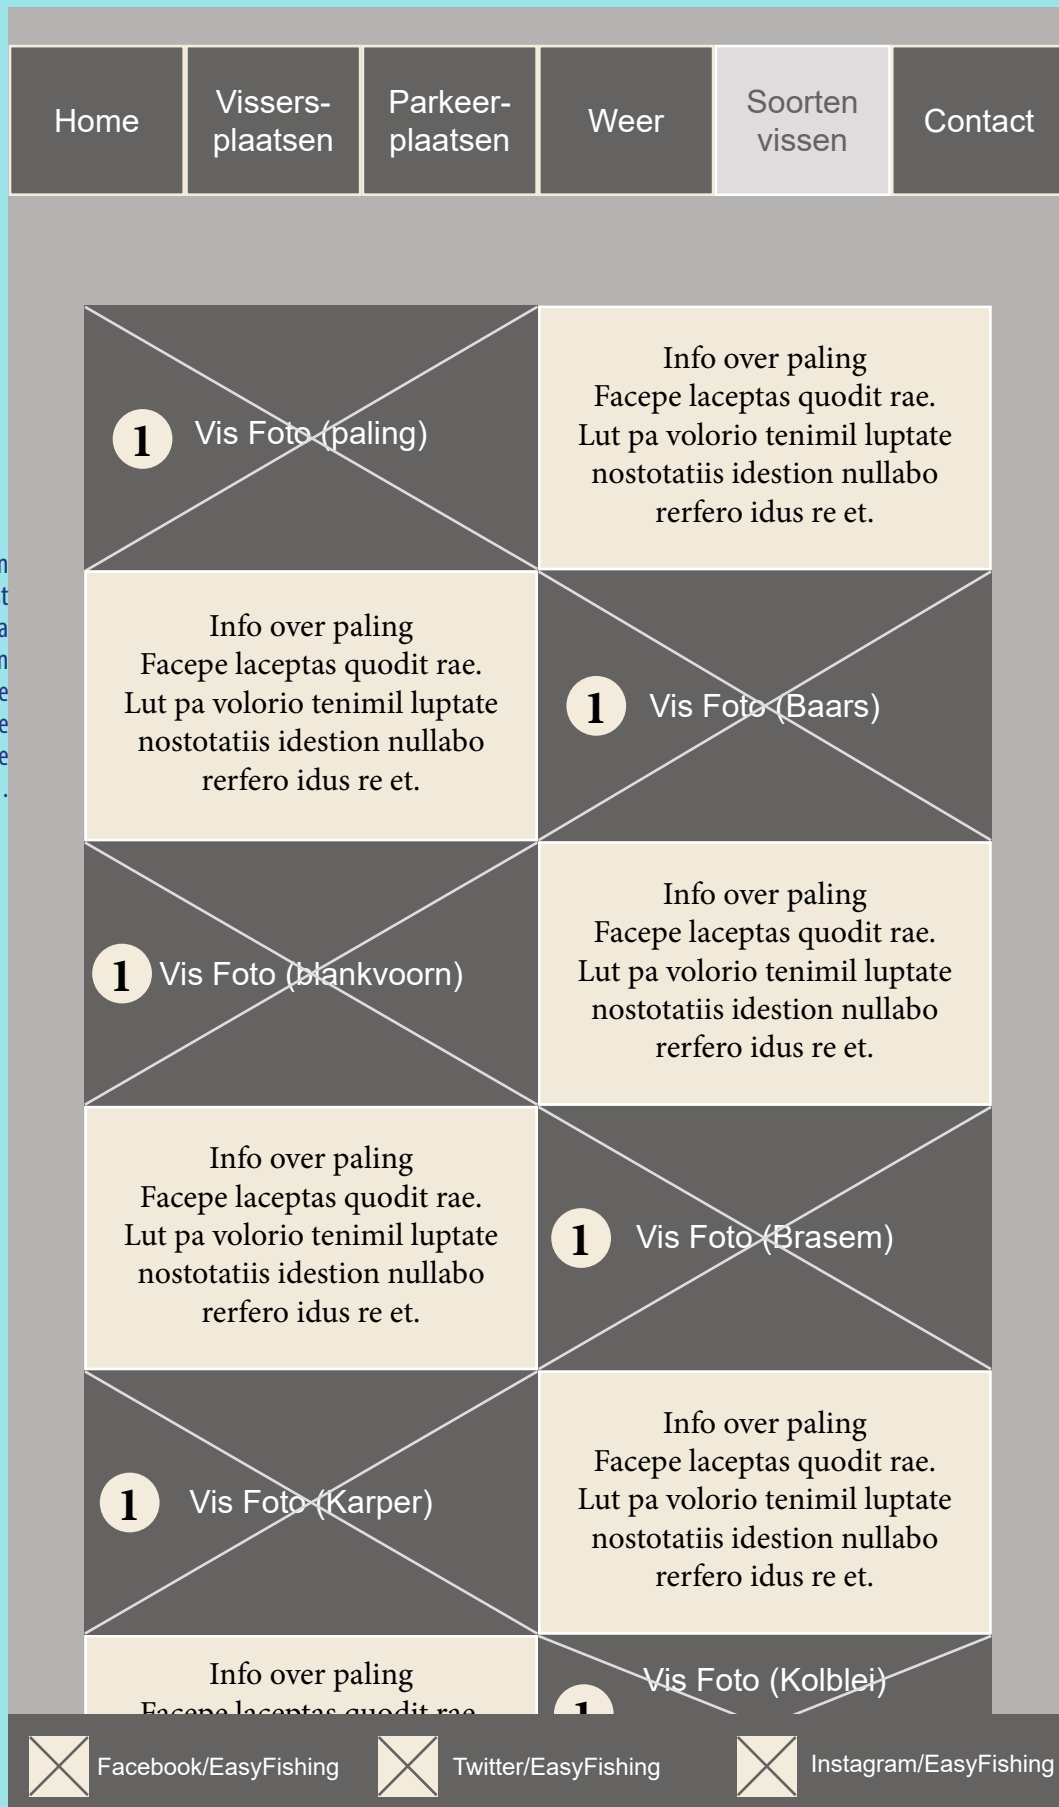 Home
Vissers-
plaatsen
Parkeer-
plaatsen
Weer
Soorten
vissen
Contact
1 Vis Foto (paling)
Info over paling
Facepe laceptas quodit rae.
Lut pa volorio tenimil luptate
nostotatiis idestion nullabo
rerfero idus re et.
Info over paling
Facepe laceptas quodit rae.
Lut pa volorio tenimil luptate
nostotatiis idestion nullabo
rerfero idus re et.
1 Vis Foto (Baars)
1 Vis Foto (blankvoorn)
Info over paling
Facepe laceptas quodit rae.
Lut pa volorio tenimil luptate
nostotatiis idestion nullabo
rerfero idus re et.
Info over paling
Facepe laceptas quodit rae.
Lut pa volorio tenimil luptate
nostotatiis idestion nullabo
rerfero idus re et.
1 Vis Foto (Brasem)
1 Vis Foto (Karper)
Info over paling
Facepe laceptas quodit rae.
Lut pa volorio tenimil luptate
nostotatiis idestion nullabo
rerfero idus re et.
Info over paling
Facepe laceptas quodit rae.
Vis Foto (Kolblei)
1
Facebook/EasyFishing
Twitter/EasyFishing
Instagram/EasyFishing